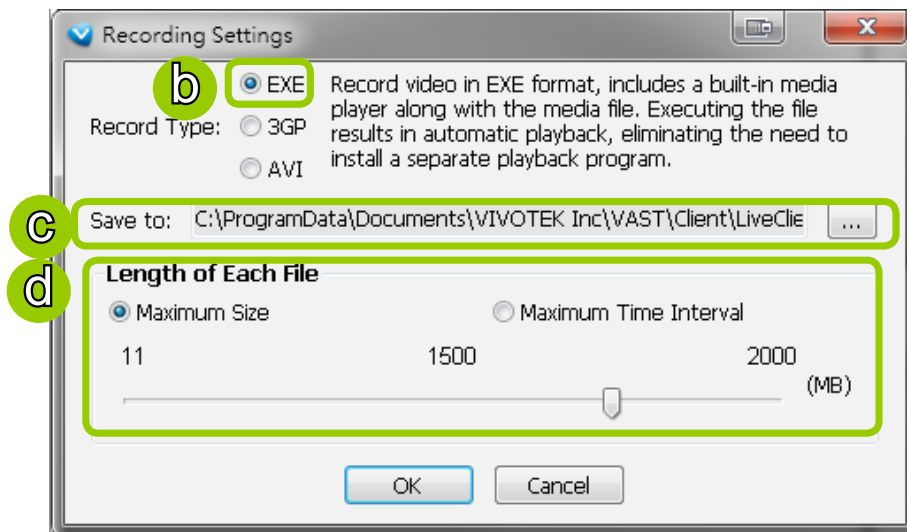 Recording Settings
b
EXE
Record Type:
3GP
AVI
Record video in EXE format, includes a built-in media
player along with the media file. Executing the file
results in automatic playback, eliminating the need to
install a separate playback program.
c
Save to: C:\ProgramData\Documents\VIVOTEK Inc\VAST\Client\LiveClie ...
d
Length of Each File
Maximum Size Maximum Time Interval
11 1500 2000
(MB)
OK Cancel